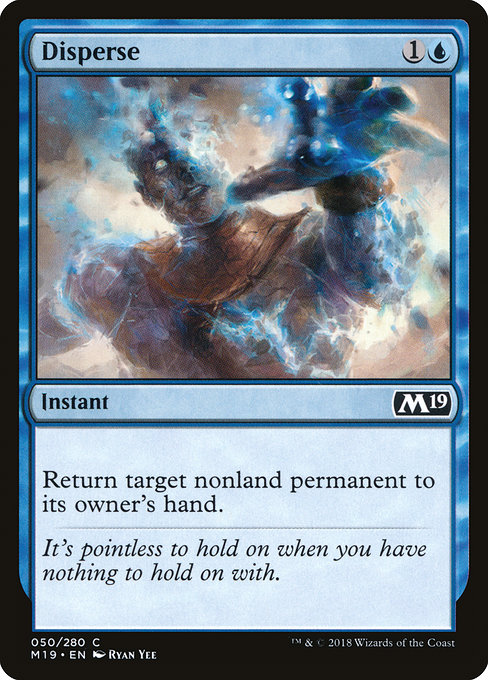 Disperse 1
Instant M19
Return target nonland permanent to
its owner's hand.
It's pointless to hold on when you have
nothing to hold on with.
050/280 C ™ & © 2018 Wizards of the Coast
M19 • EN Ryan Yee